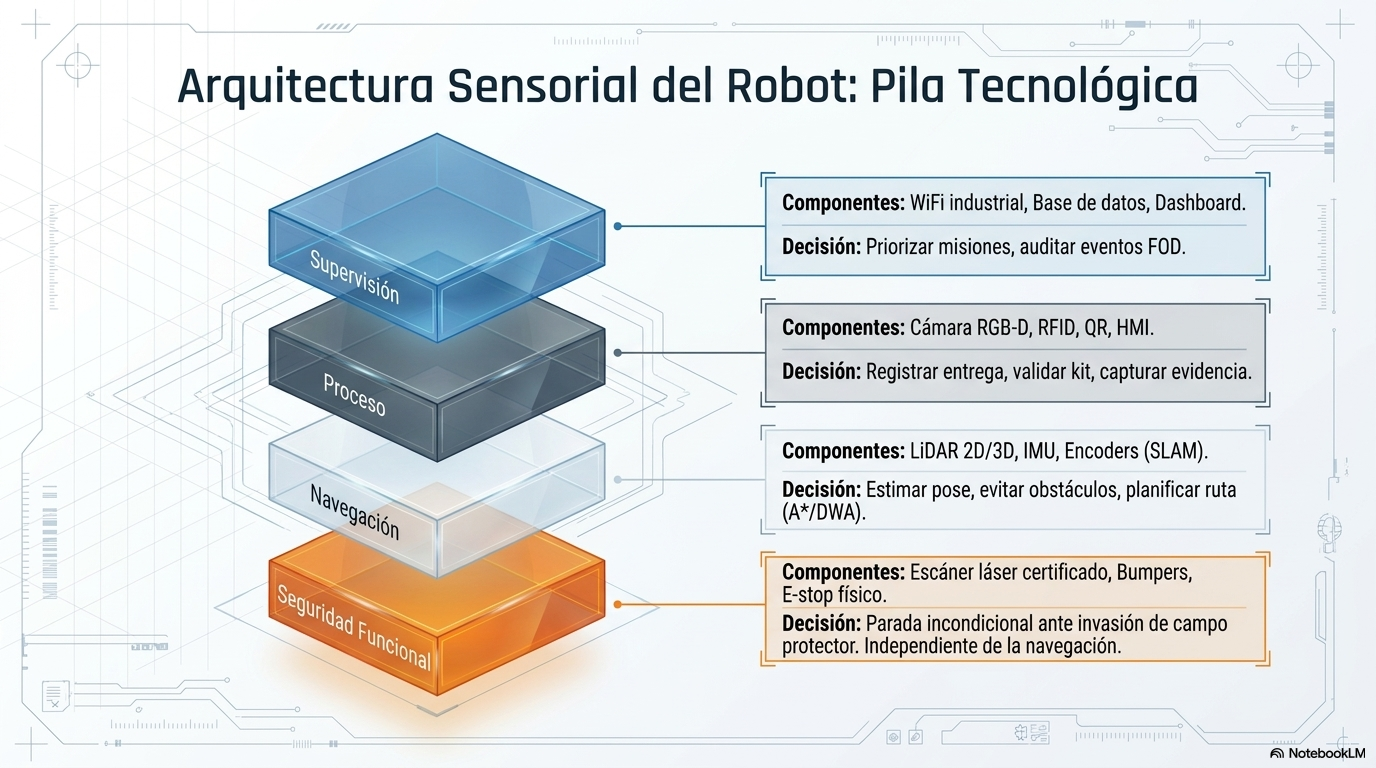 Arquitectura Sensorial del Robot: Pila Tecnológica
Supervisión
Componentes: WiFi industrial, Base de datos, Dashboard.
Decisión: Priorizar misiones, auditar eventos FOD.
Proceso
Componentes: Cámara RGB-D, RFID, QR, HMI.
Decisión: Registrar entrega, validar kit, capturar evidencia.
Navegación
Componentes: LiDAR 2D/3D, IMU, Encoders (SLAM).
Decisión: Estimar pose, evitar obstáculos, planificar ruta
(A*/DWA).
Seguridad Funcional
Componentes: Escáner láser certificado, Bumpers,
E-stop físico.
Decisión: Parada incondicional ante invasión de campo
protector. Independiente de la navegación.
NotebookLM